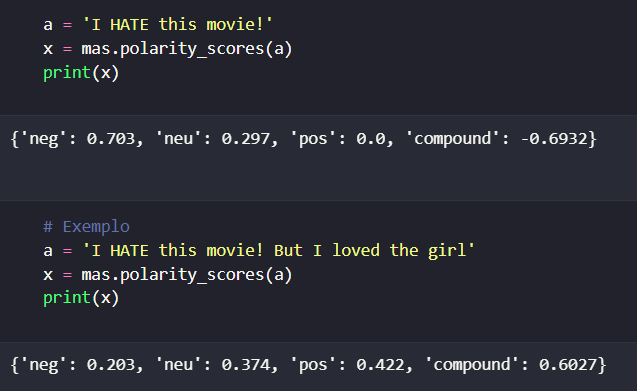 a = 'I HATE this movie!'
x = mas.polarity_scores(a)
print(x)
{'neg': 0.703, 'neu': 0.297, 'pos': 0.0, 'compound': -0.6932}
# Exemplo
a = 'I HATE this movie! But I loved the girl'
x = mas.polarity_scores(a)
print(x)
{'neg': 0.203, 'neu': 0.374, 'pos': 0.422, 'compound': 0.6027}